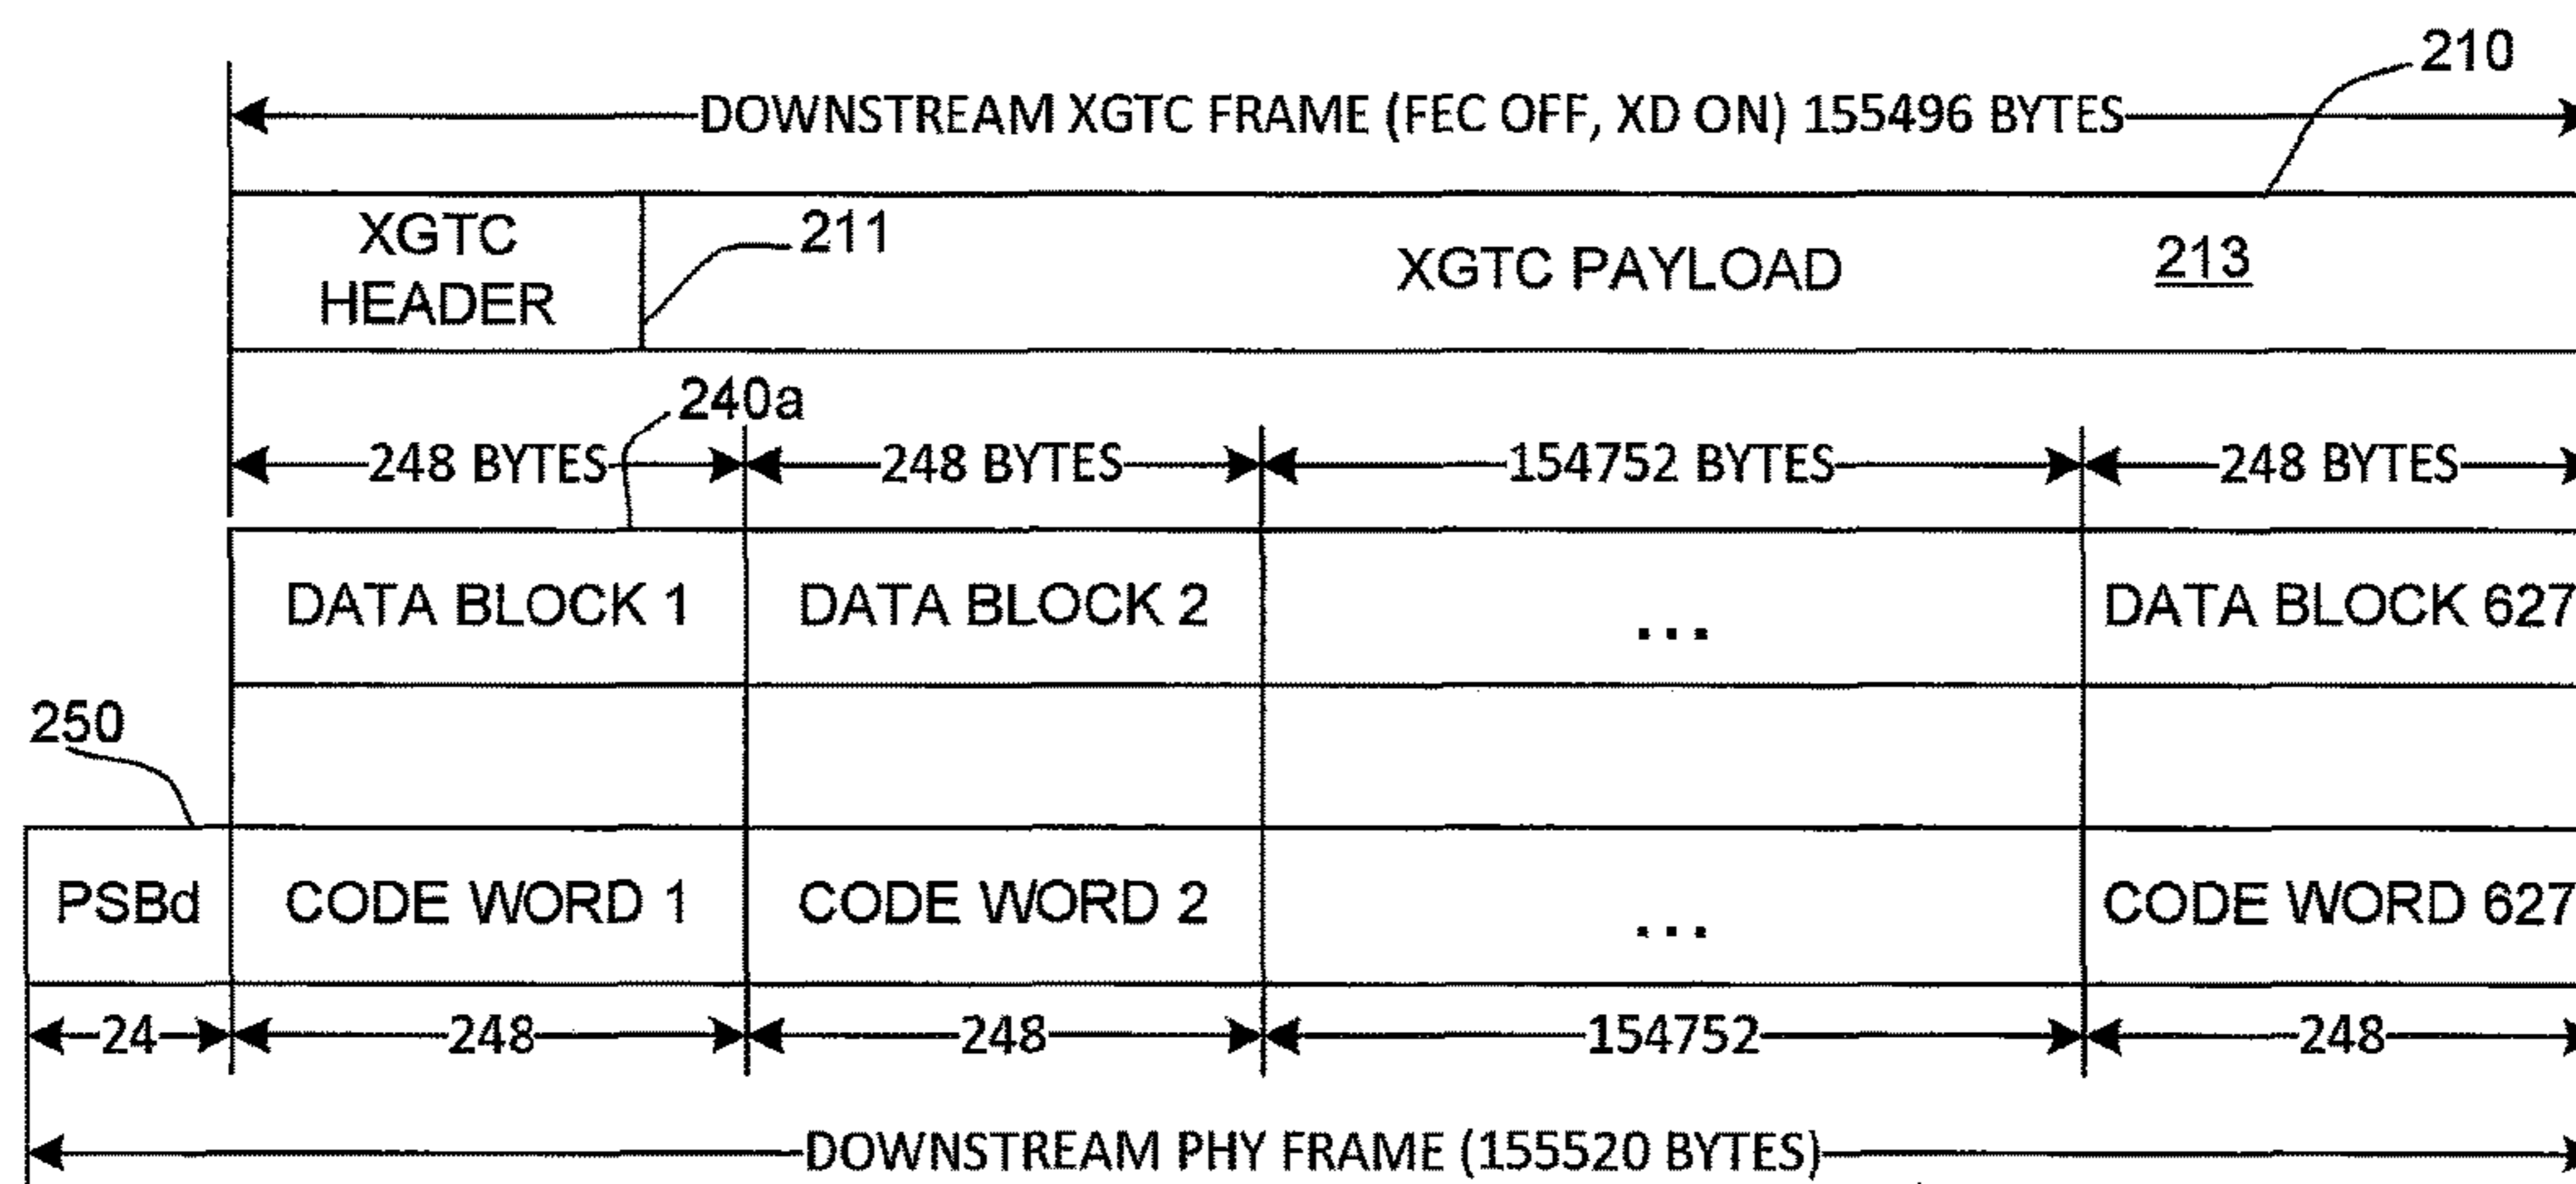 210
DOWNSTREAM XGTC FRAME (FEC OFF, XD ON) 155496 BYTES
XGTC HEADER
211
XGTC PAYLOAD
213
240a
248 BYTES 248 BYTES 154752 BYTES 248 BYTES
DATA BLOCK 1 DATA BLOCK 2 ... DATA BLOCK 627
250
PSBd CODE WORD 1 CODE WORD 2 ... CODE WORD 627
24 248 248 154752 248
DOWNSTREAM PHY FRAME (155520 BYTES)